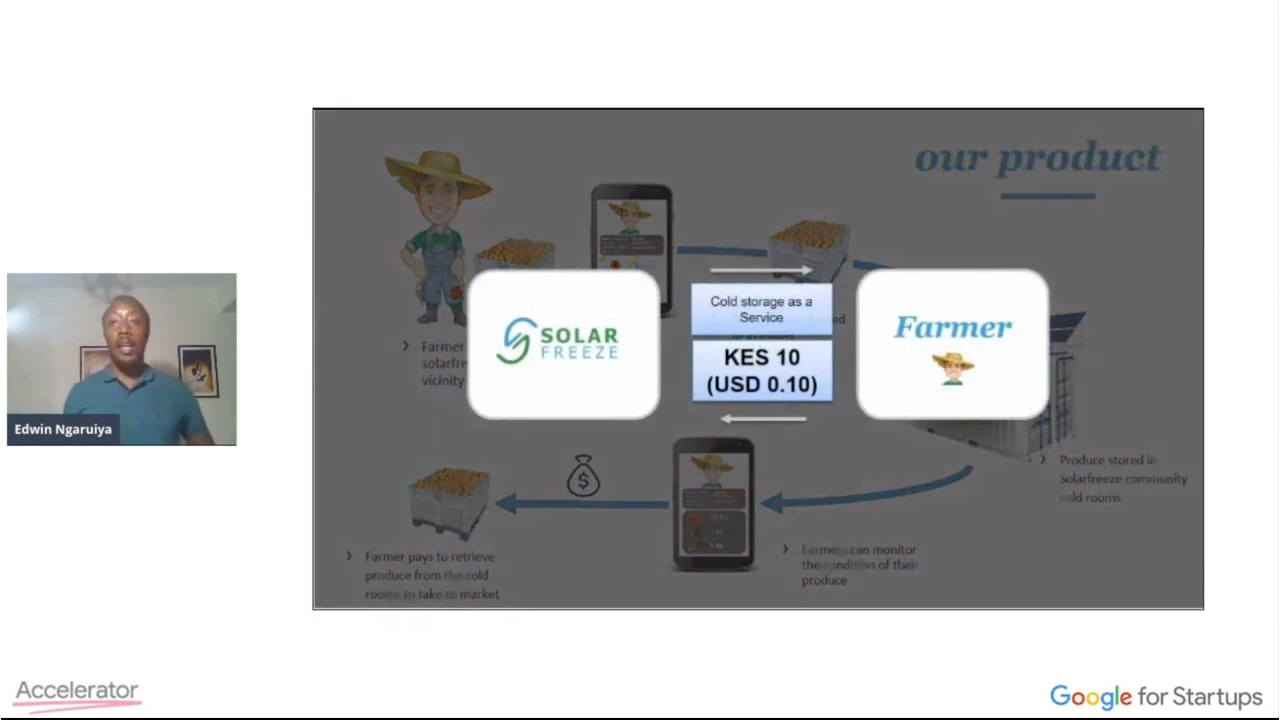 our product
SOLAR
FREEZE
Cold storage as a
Service
KES 10
(USD 0.10)
Farmer
Farmer
solarfre
vicinity
Produce stored in
Solarfreeze community
cold rooms
Farmer pays to retrieve
produce from the cold
rooms to take to market
Farmers can monitor
the condition of their
produce
Edwin Ngaruiya
Accelerator
Google for Startups